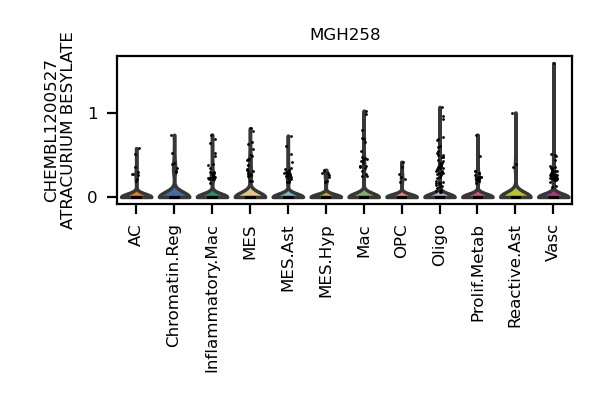 MGH258
CHEMBL1200527
ATRACURIUM BESYLATE
1
0
AC
Chromatin.Reg
Inflammatory.Mac
MES
MES.Ast
MES.Hyp
Mac
OPC
Oligo
Prolif.Metab
Reactive.Ast
Vasc